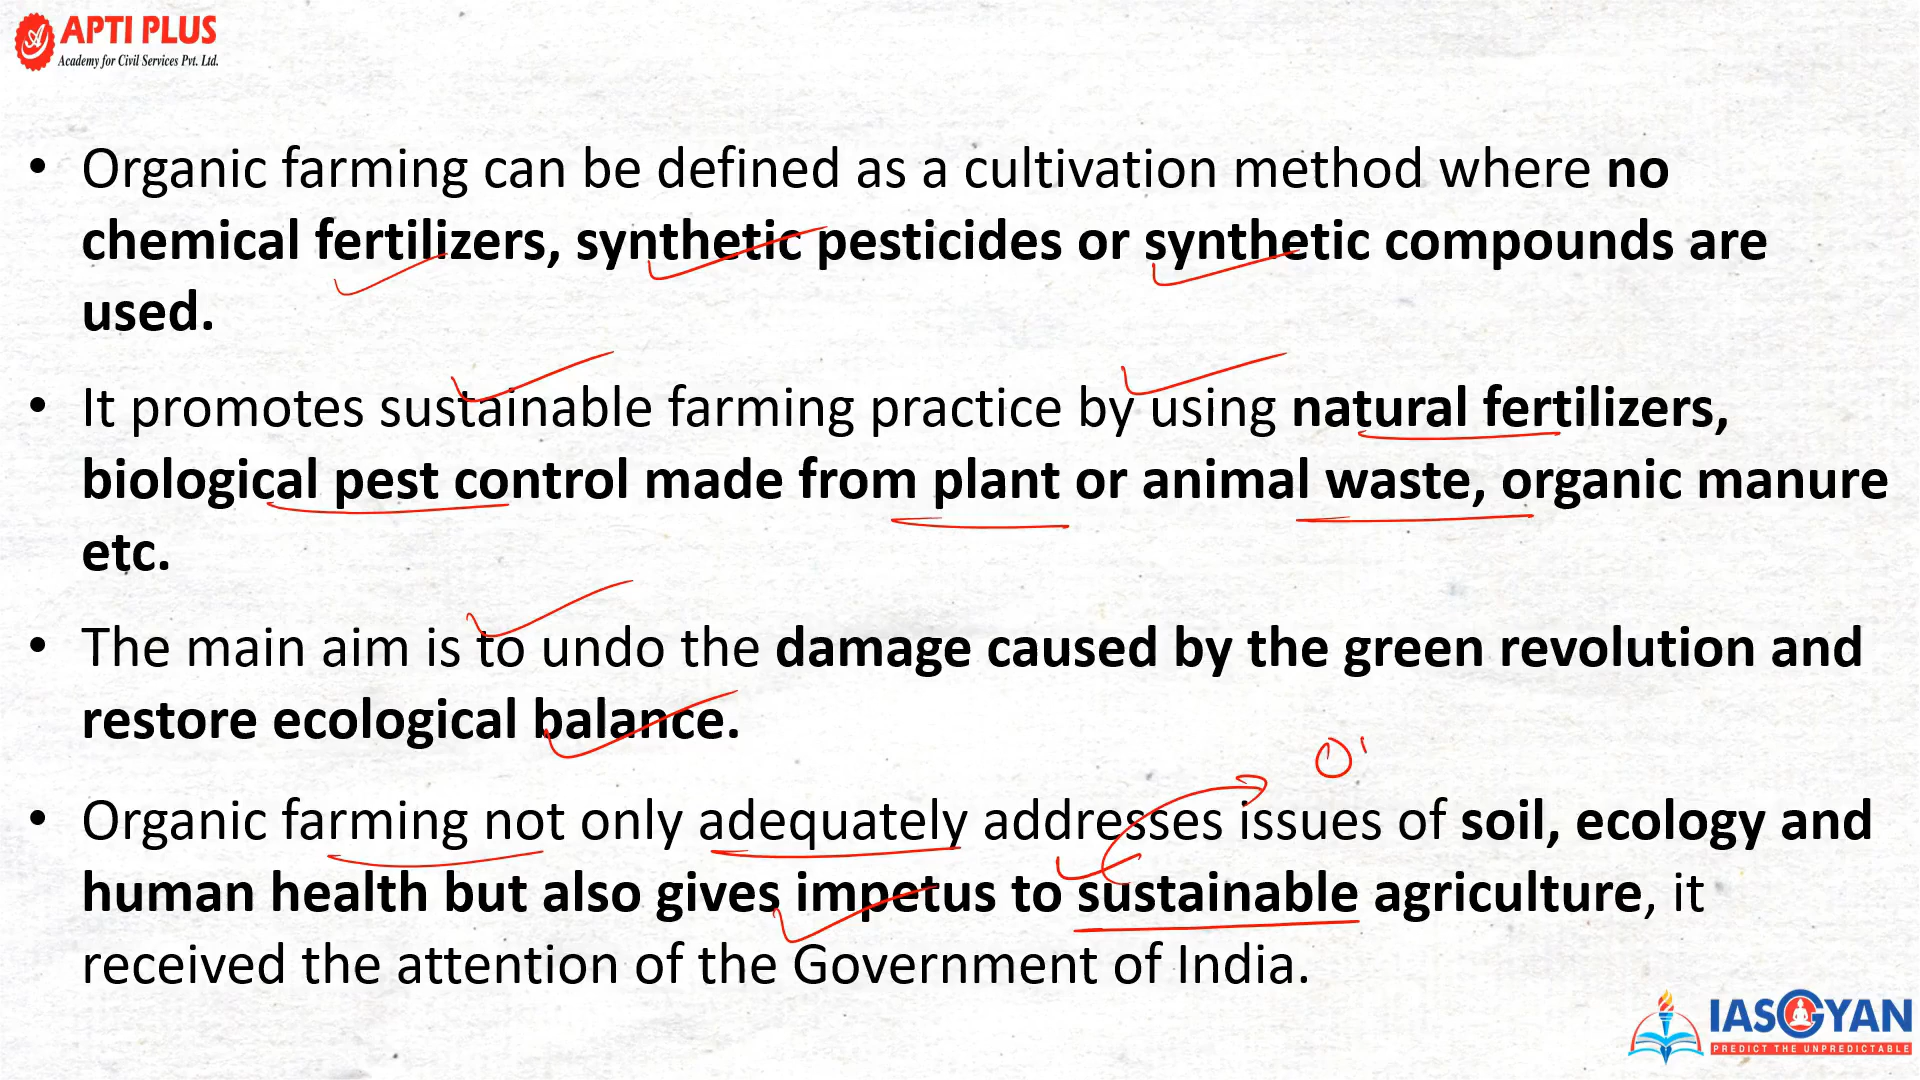 APTI PLUS
Academy for Civil Services Pvt. Ltd.
• Organic farming can be defined as a cultivation method where no
chemical fertilizers, synthetic pesticides or synthetic compounds are
used.
• It promotes sustainable farming practice by using natural fertilizers,
biological pest control made from plant or animal waste, organic manure
etc.
• The main aim is to undo the damage caused by the green revolution and
restore ecological balance.
• Organic farming not only adequately addresses issues of soil, ecology and
human health but also gives impetus to sustainable agriculture, it
received the attention of the Government of India.
IASGYAN
PREDICT THE UNPREDICTABLE